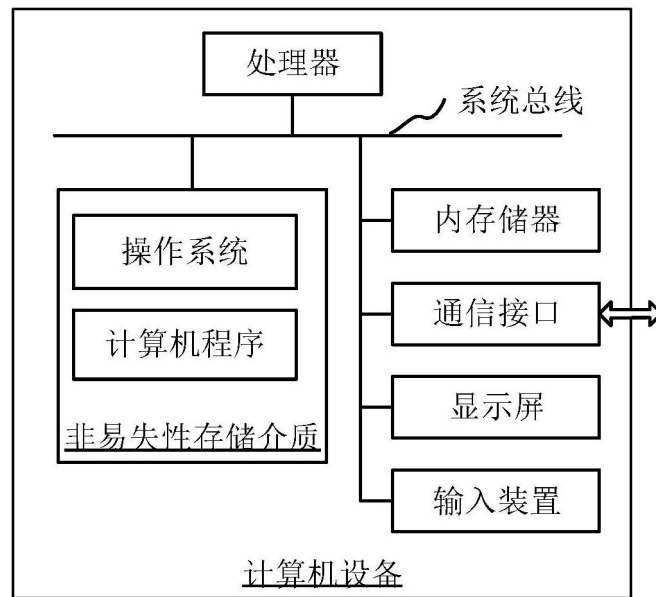 处理器
系统总线
操作系统
计算机程序
非易失性存储介质
内存储器
通信接口
显示屏
输入装置
计算机设备